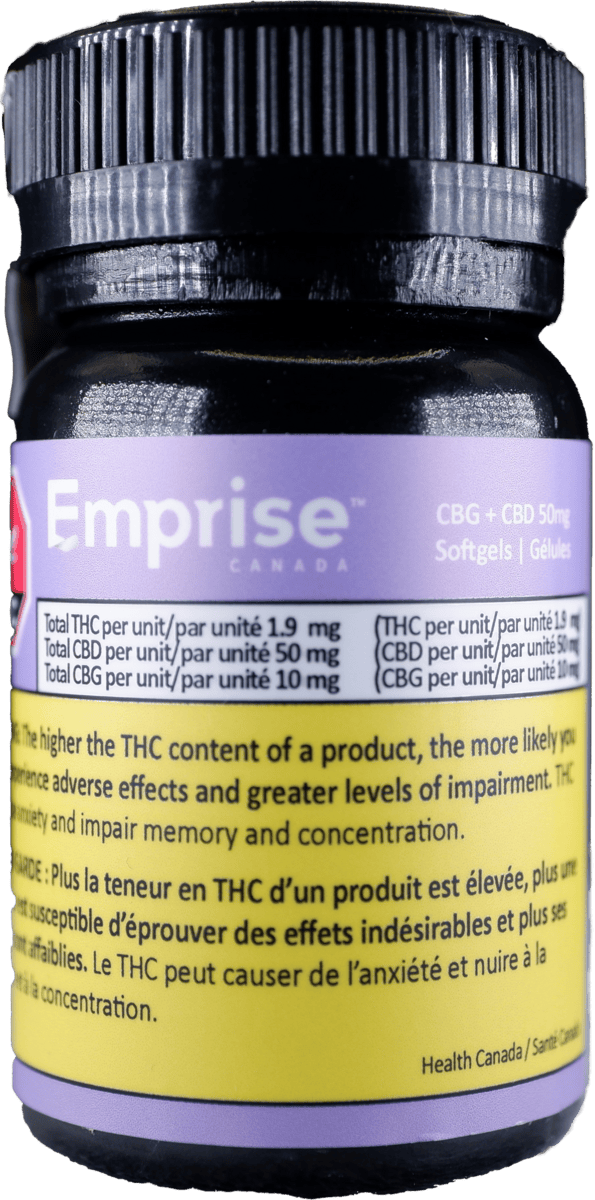 Emprise™
CANADA
CBG + CBD 50mg
Softgels | Gélules
Total THC per unit/par unité 1.9 mg (THC per unit/par unité 1.9 mg
Total CBD per unit/par unité 50 mg (CBD per unit/par unité 50 mg
Total CBG per unit/par unité 10 mg (CBG per unit/par unité 10 mg
The higher the THC content of a product, the more likely you
adverse effects and greater levels of impairment. THC
anxiety and impair memory and concentration.
GARDE : Plus la teneur en THC d'un produit est élevée, plus une
est susceptible d'éprouver des effets indésirables et plus ses
affaiblies. Le THC peut causer de l'anxiété et nuire à la
et à la concentration.
Health Canada / Santé Canada